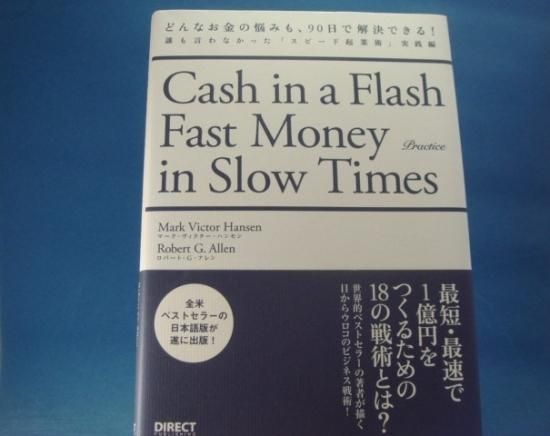 どんなお金の悩みも、90日で解決できる！
誰も言わなかった「スピード起業術」実践編
Cash in a Flash
Fast Money Practice
in Slow Times
Mark Victor Hansen
マーク・ヴィクター・ハンセン
Robert G. Allen
ロバート・G・アレン
最短・最速で
1億円を
つくるための
18の戦術とは？
世界的ベストセラーの著者が描く
目からウロコのビジネス戦術！
全米
ベストセラーの
日本語版が
遂に出版！
DIRECT
PUBLISHING